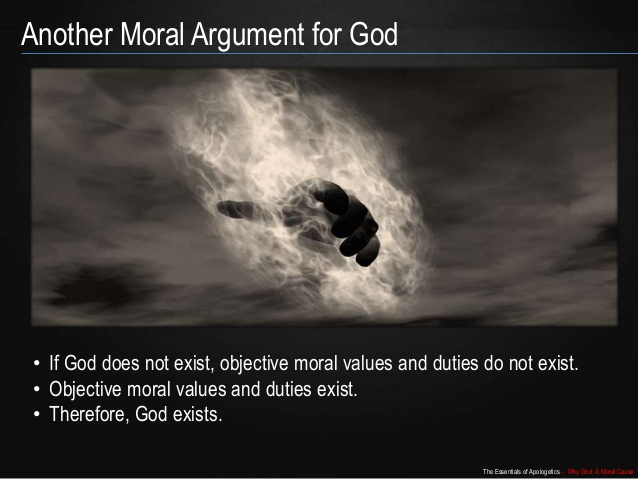 Another Moral Argument for God
• If God does not exist, objective moral values and duties do not exist.
• Objective moral values and duties exist.
• Therefore, God exists.
The Essentials of Apologetics – Why God: A Moral Cause